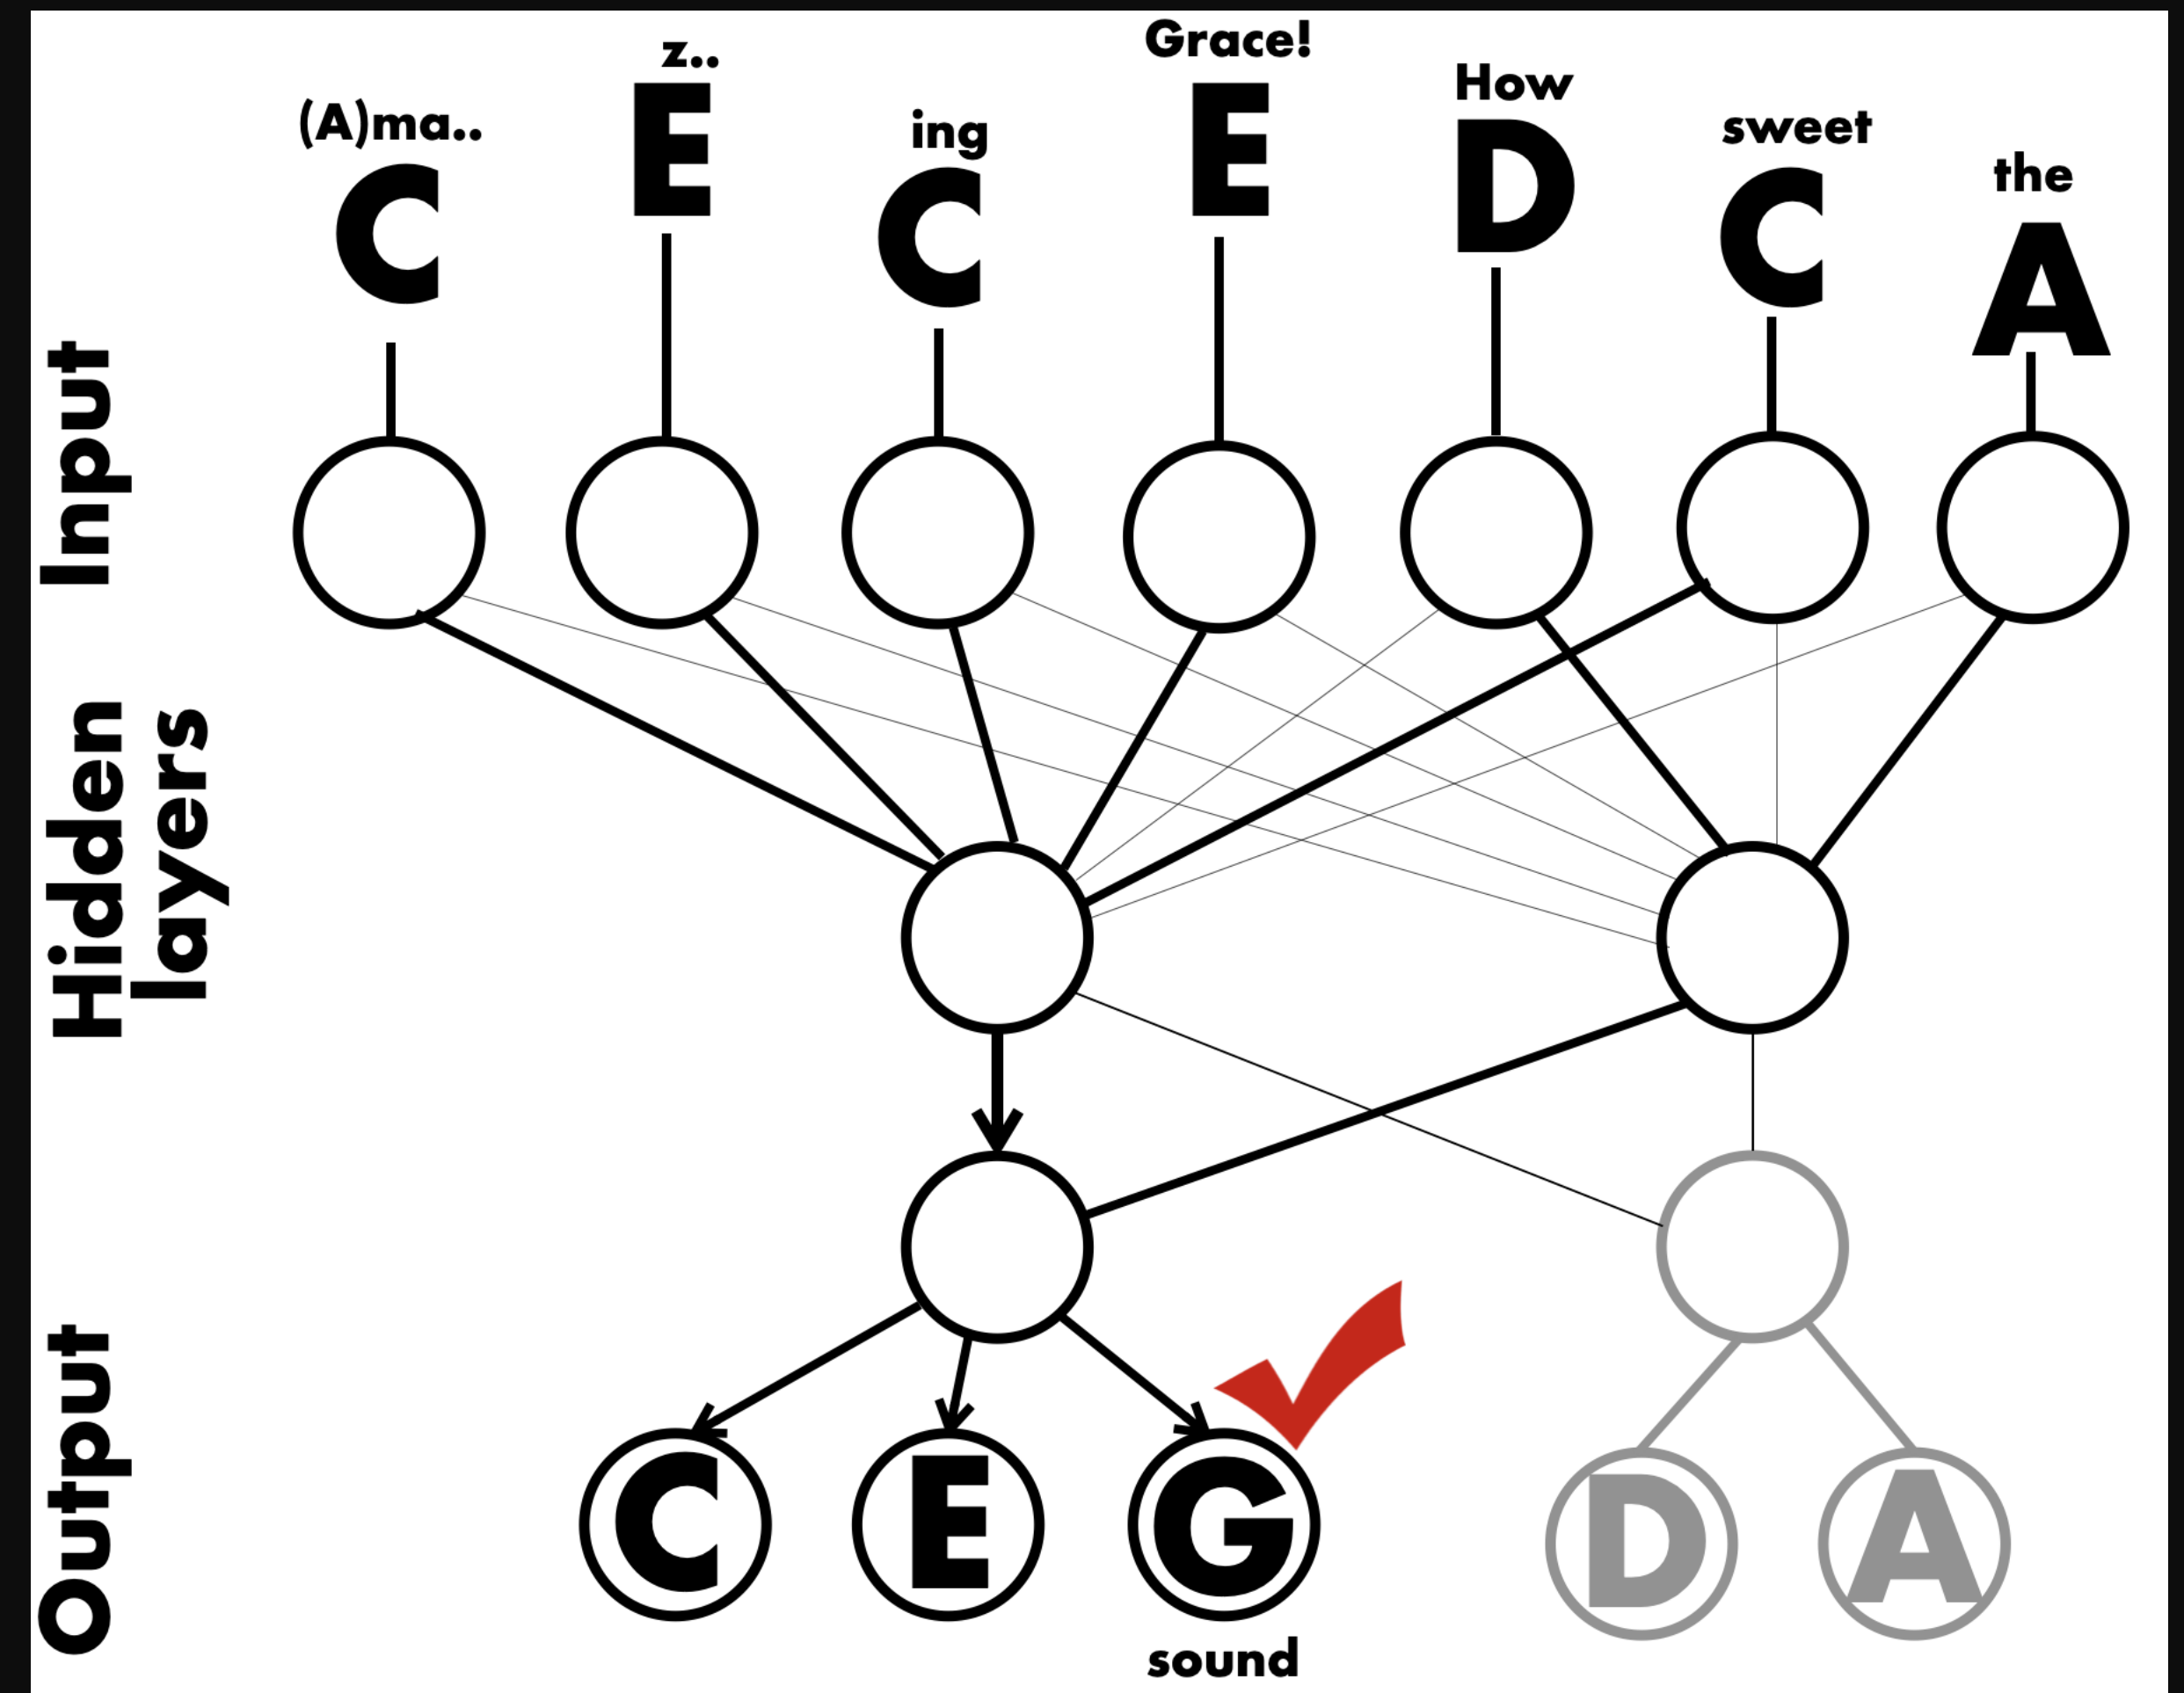 (A)ma..
C
z..
E
ing
C
Grace!
E
How
D
sweet
C
the
A
Input
Hidden
layers
Output
C
E
G
D
A
sound